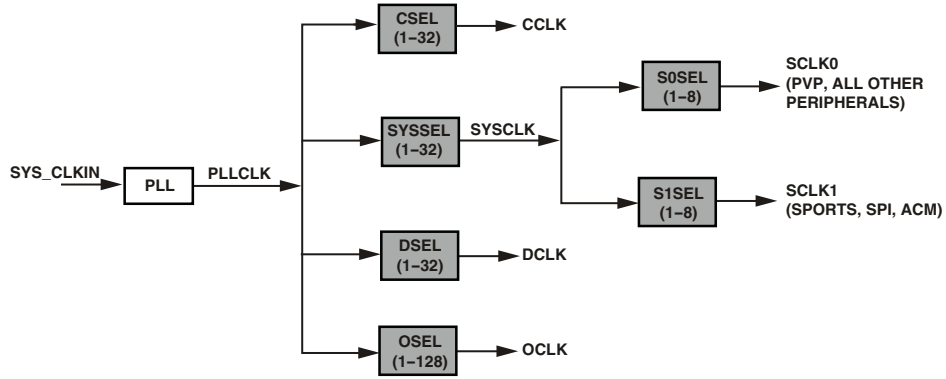 CSEL
(1–32)
CCLK
S0SEL
(1–8)
SCLK0
(PVP, ALL OTHER
PERIPHERALS)
SYSSEL
(1–32)
SYSCLK
SYS_CLKIN
PLL
PLLCLK
S1SEL
(1–8)
SCLK1
(SPORTS, SPI, ACM)
DSEL
(1–32)
DCLK
OSEL
(1–128)
OCLK